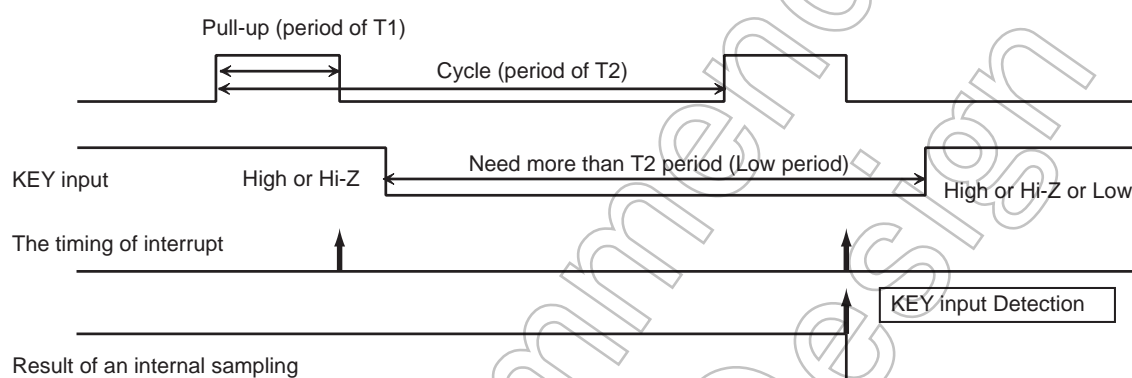 Pull-up (period of T1)
Cycle (period of T2)
Need more than T2 period (Low period)
KEY input
High or Hi-Z
High or Hi-Z or Low
The timing of interrupt
KEY input Detection
Result of an internal sampling